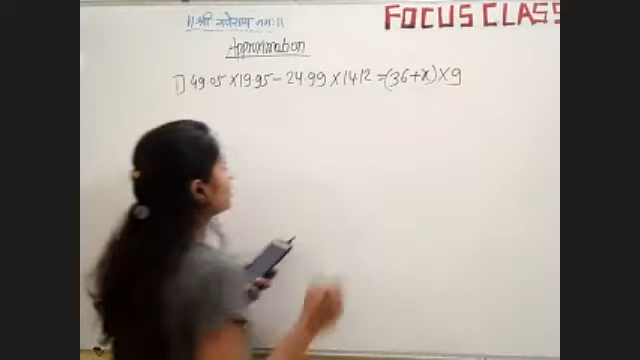 || श्री गणेशाय नमः ||
FOCUS CLASS
Approximation
1) 49.05 × 19.95 − 24.99 × 14.12 = (36 + x) × 9